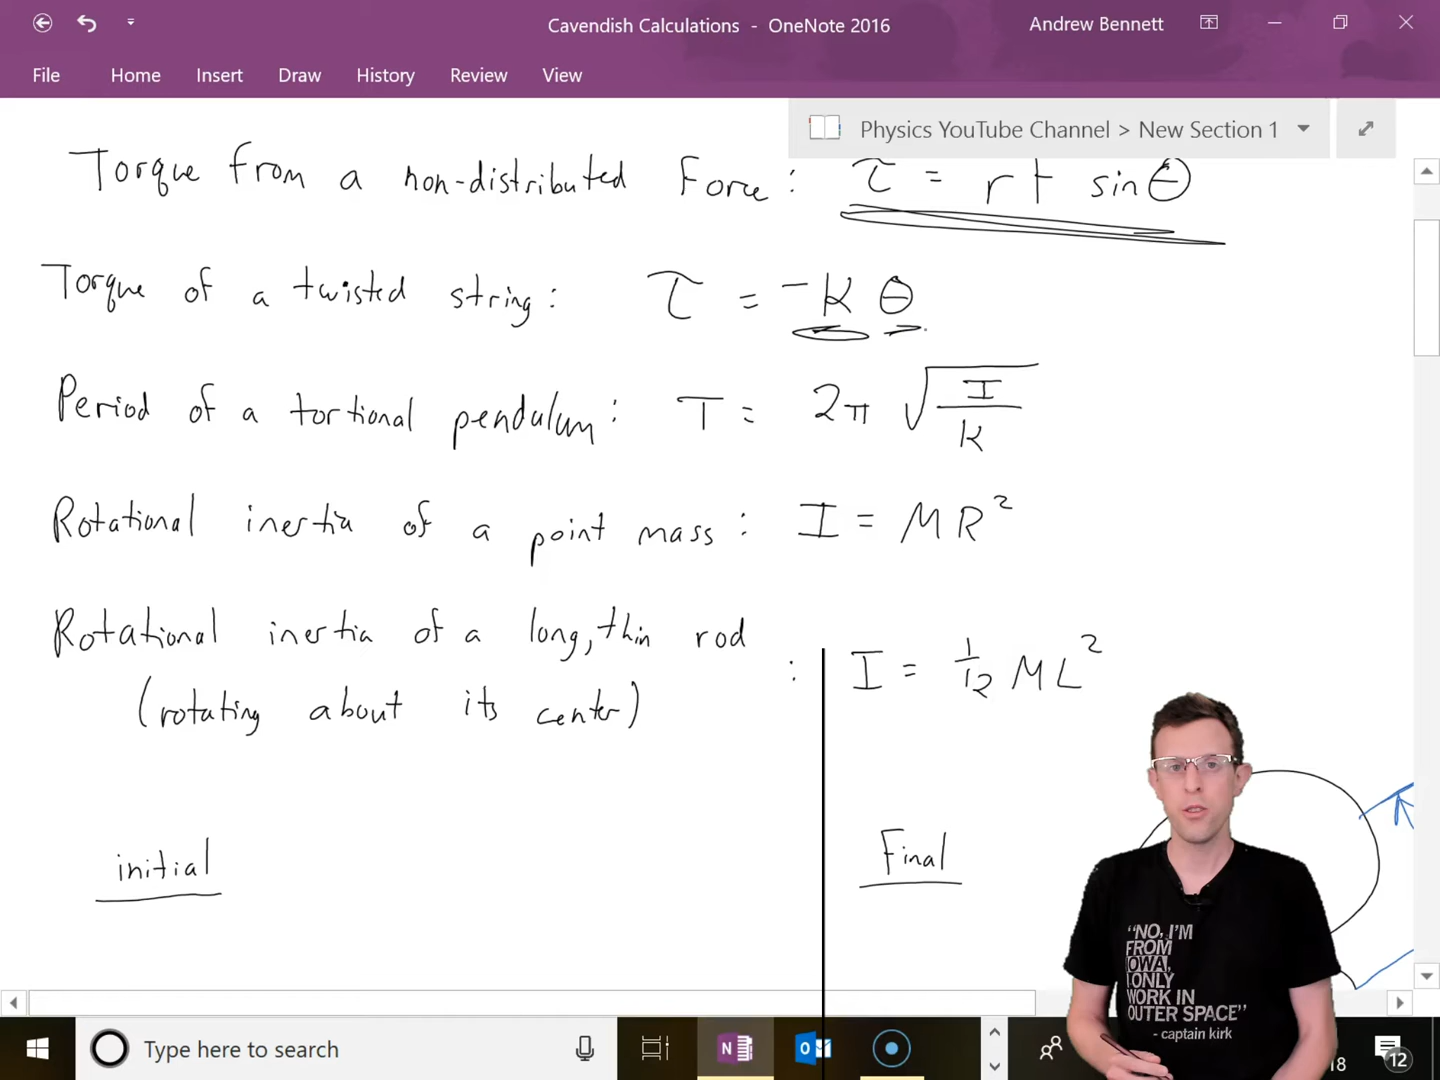 Cavendish Calculations - OneNote 2016
Andrew Bennett
File Home Insert Draw History Review View
Physics YouTube Channel > New Section 1
Torque from a non-distributed Force: τ = r F sinθ
Torque of a twisted string: τ = -K θ
Period of a tortional pendulum: T = 2π √(I/K)
Rotational inertia of a point mass: I = MR²
Rotational inertia of a long, thin rod
(rotating about its center) : I = 1/12 ML²
initial
Final
"NO, I'M
FROM
IOWA,
I ONLY
WORK IN
OUTER SPACE"
- captain kirk
Type here to search
N
O
18
12